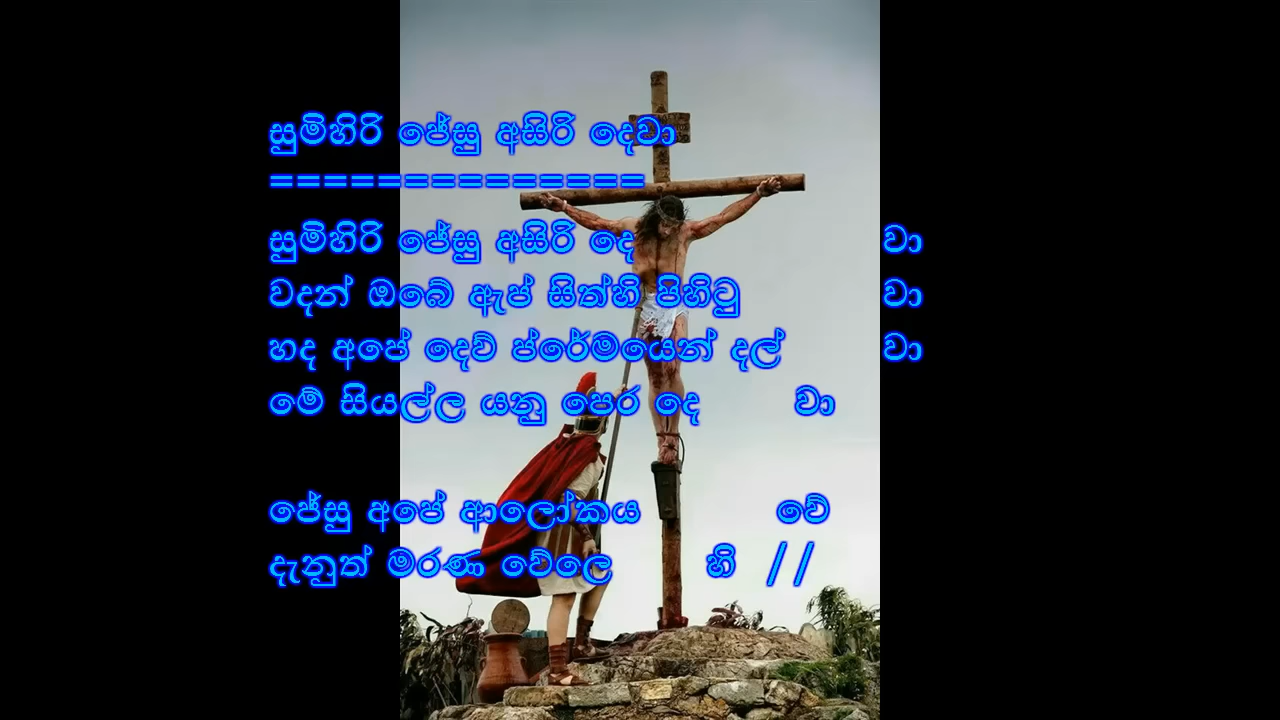 සුමිහිරි ජේසු අසිරි දෙවා
==============
සුමිහිරි ජේසු අසිරි දෙ වා
වදන් ඔබේ ඇප් සිත්හි පිහිටු වා
හද අපේ දෙව් ප්රේමයෙන් දල් වා
මේ සියල්ල යනු පෙර දෙ වා
ජේසු අපේ ආලෝකය වේ
දැනුත් මරණ වේලෙ හි //